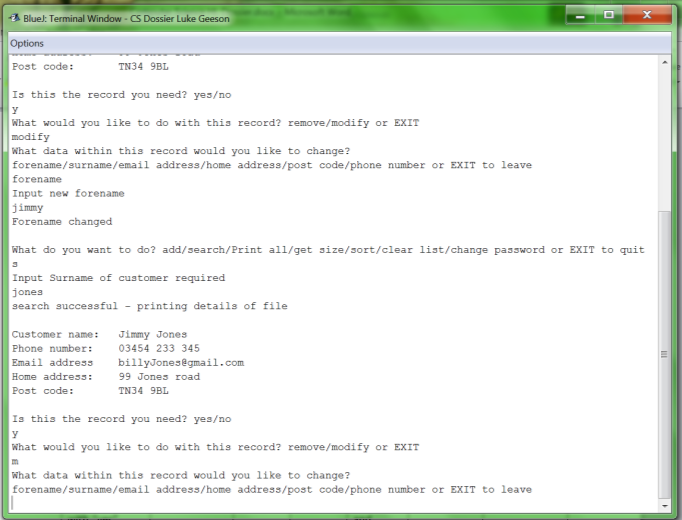 BlueJ: Terminal Window - CS Dossier Luke Geeson
Options
Post code: TN34 9BL
Is this the record you need? yes/no
y
What would you like to do with this record? remove/modify or EXIT
modify
What data within this record would you like to change?
forename/surname/email address/home address/post code/phone number or EXIT to leave
forename
Input new forename
jimmy
Forename changed
What do you want to do? add/search/Print all/get size/sort/clear list/change password or EXIT to quit
s
Input Surname of customer required
jones
search successful - printing details of file
Customer name: Jimmy Jones
Phone number: 03454 233 345
Email address billyJones@gmail.com
Home address: 99 Jones road
Post code: TN34 9BL
Is this the record you need? yes/no
y
What would you like to do with this record? remove/modify or EXIT
m
What data within this record would you like to change?
forename/surname/email address/home address/post code/phone number or EXIT to leave